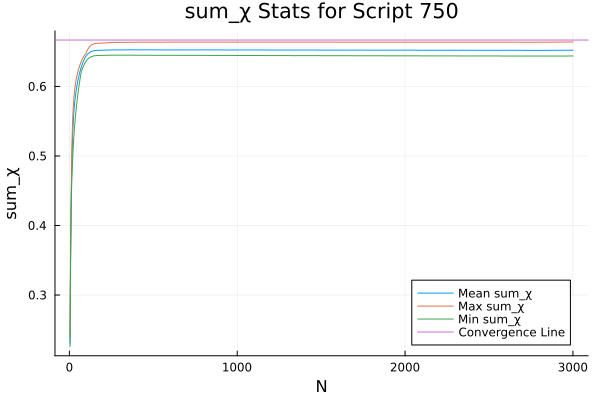 sum_χ Stats for Script 750
sum_χ
0.6
0.5
0.4
0.3
0
1000
2000
3000
N
Mean sum_χ
Max sum_χ
Min sum_χ
Convergence Line